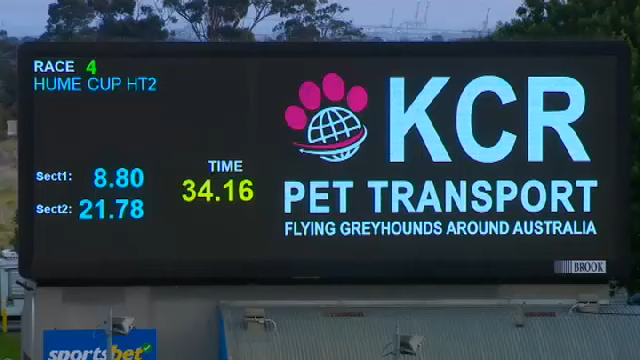 RACE 4
HUME CUP HT2
Sect1: 8.80
Sect2: 21.78
TIME
34.16
KCR
PET TRANSPORT
FLYING GREYHOUNDS AROUND AUSTRALIA
BROOK
sportsbet